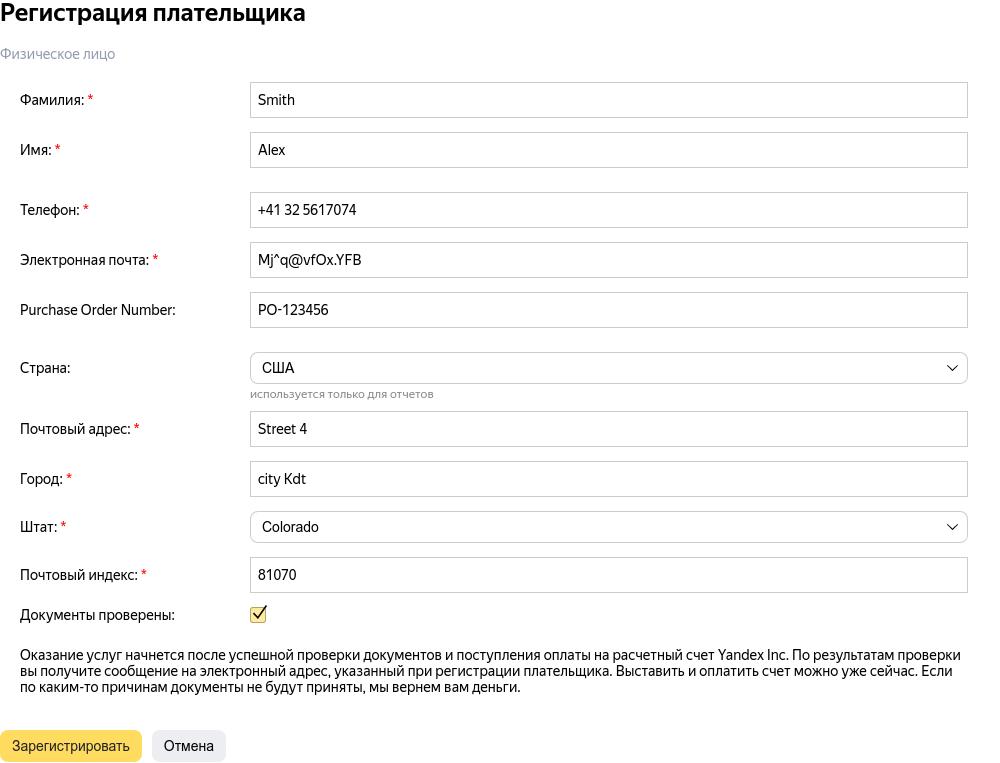 Регистрация плательщика
Физическое лицо
Фамилия: * Smith
Имя: * Alex
Телефон: * +41 32 5617074
Электронная почта: * Mj^q@vfOx.YFB
Purchase Order Number: PO-123456
Страна: США
используется только для отчетов
Почтовый адрес: * Street 4
Город: * city Kdt
Штат: * Colorado
Почтовый индекс: * 81070
Документы проверены:
Оказание услуг начнется после успешной проверки документов и поступления оплаты на расчетный счет Yandex Inc. По результатам проверки
вы получите сообщение на электронный адрес, указанный при регистрации плательщика. Выставить и оплатить счет можно уже сейчас. Если
по каким-то причинам документы не будут приняты, мы вернем вам деньги.
Зарегистрировать Отмена